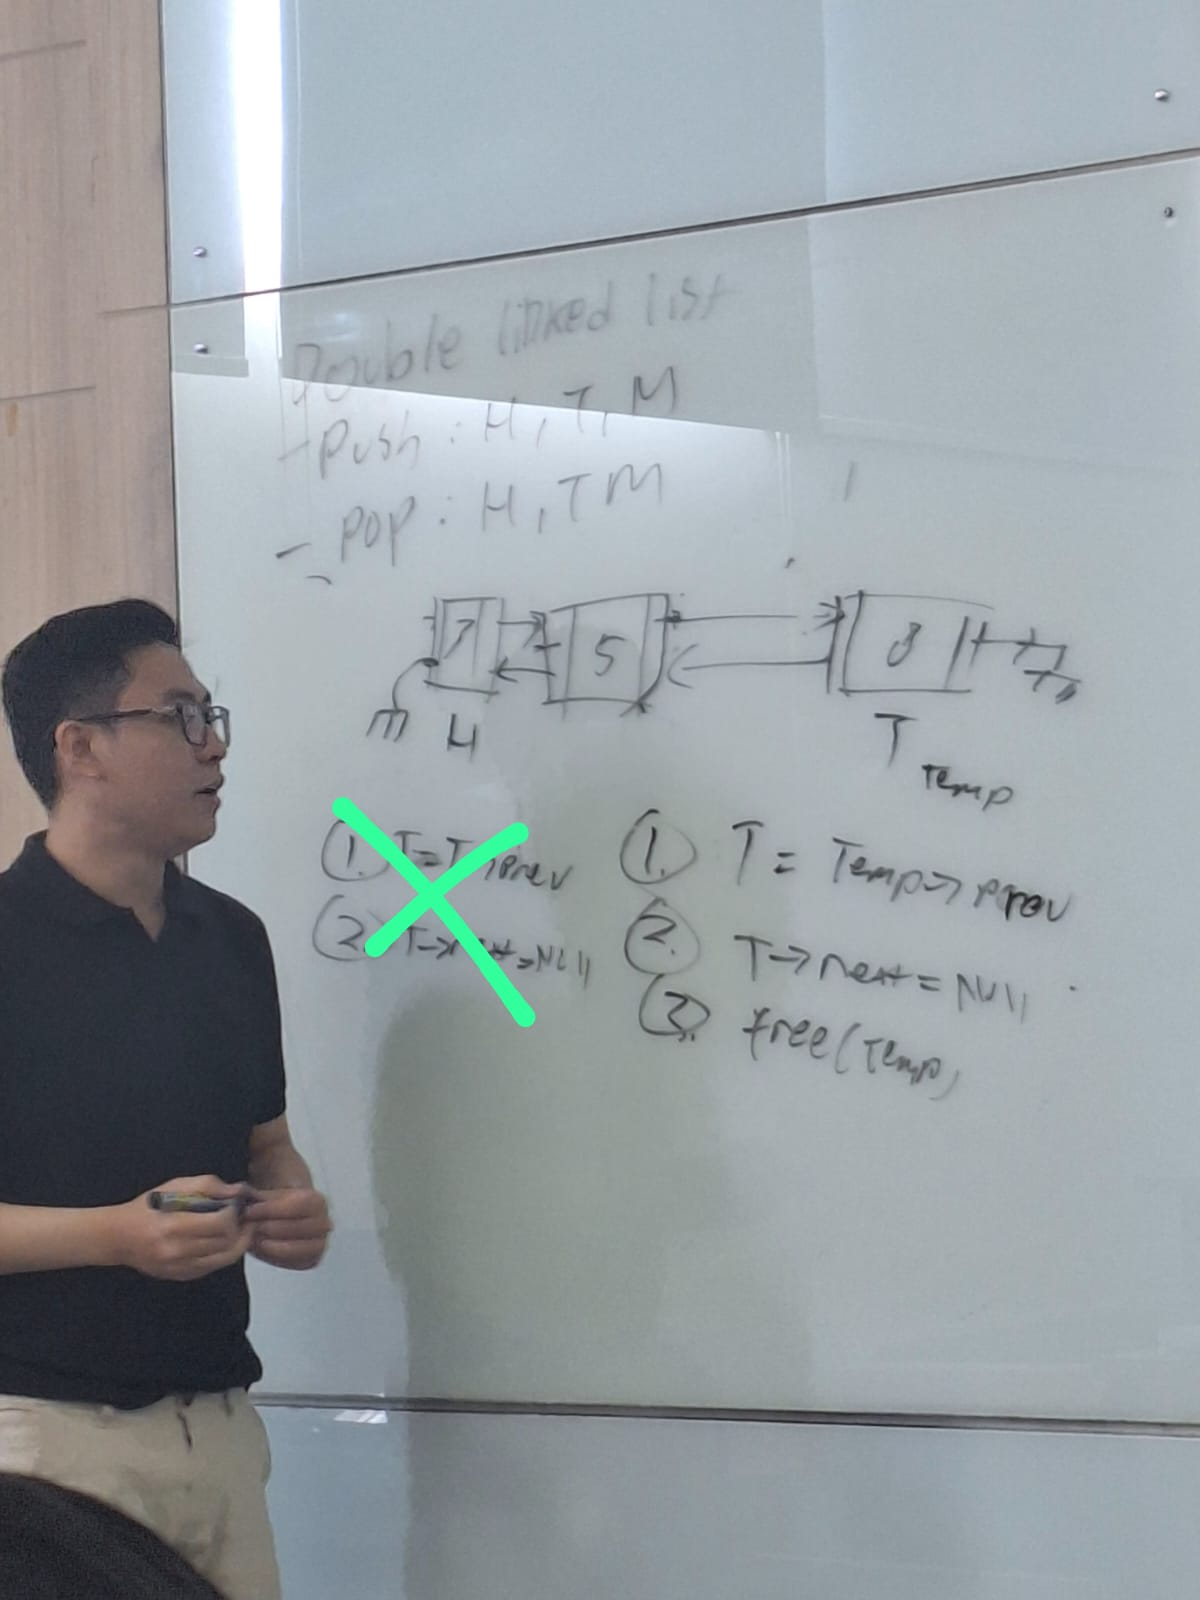 Double linked list
- Push : H, T, M
- Pop : H, T M
7 5 8
H T
Temp
1. T = T → prev
2. T → next = NULL
1. T = Temp → prev
2. T → next = NULL
3. free(Temp)